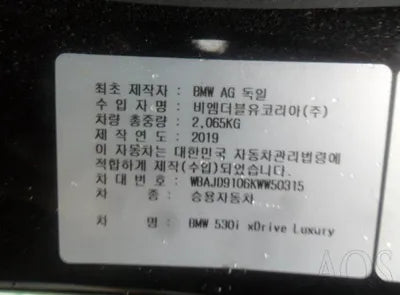 최초 제작자 : BMW AG 독일
수 입 자 명 : 비엠더블유코리아(주)
차량 총중량 : 2,065KG
제 작 연 도 : 2019
이 자동차는 대한민국 자동차관리법령에
적합하게 제작(수입)되었습니다.
차 대 번 호 : WBAJD9106KWW50315
차 종 : 승용자동차
차 명 : BMW 530i xDrive Luxury
AOS